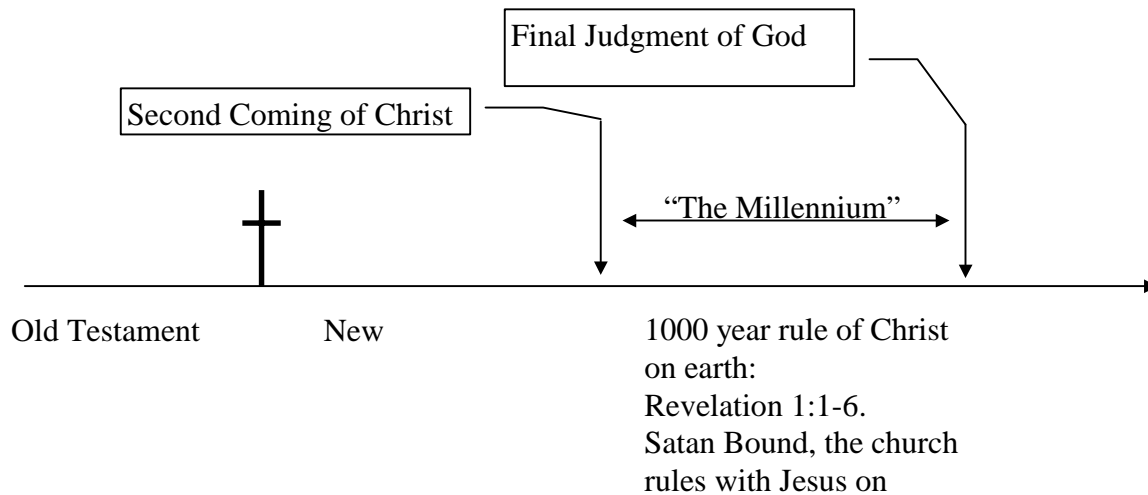 Final Judgment of God
Second Coming of Christ
“The Millennium”
Old Testament
New
1000 year rule of Christ
on earth:
Revelation 1:1-6.
Satan Bound, the church
rules with Jesus on